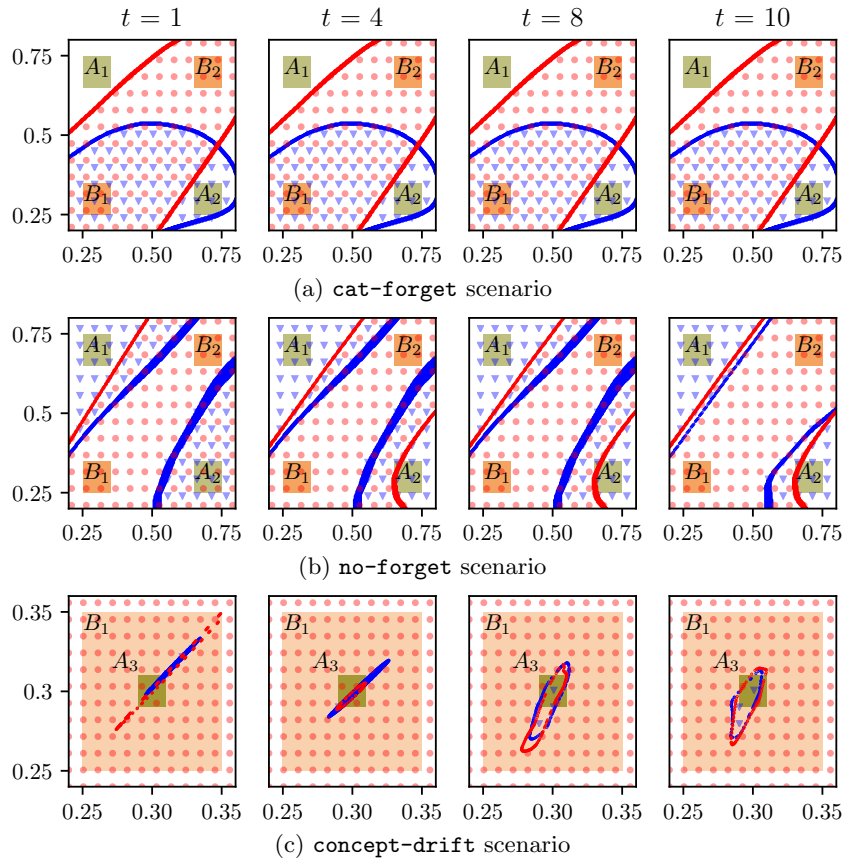 t = 1 t = 4 t = 8 t = 10
0.75 A1 B2 A1 B2 A1 B2 A1 B2
0.5
0.25 B1 A2 B1 A2 B1 A2 B1 A2
0.25 0.50 0.75 0.25 0.50 0.75 0.25 0.50 0.75 0.25 0.50 0.75
(a) cat-forget scenario
0.75 A1 B2 A1 B2 A1 B2 A1 B2
0.5
0.25 B1 A2 B1 A2 B1 A2 B1 A2
0.25 0.50 0.75 0.25 0.50 0.75 0.25 0.50 0.75 0.25 0.50 0.75
(b) no-forget scenario
0.35 B1 B1 B1 B1
0.30 A3 A3 A3 A3
0.25
0.25 0.30 0.35 0.25 0.30 0.35 0.25 0.30 0.35 0.25 0.30 0.35
(c) concept-drift scenario